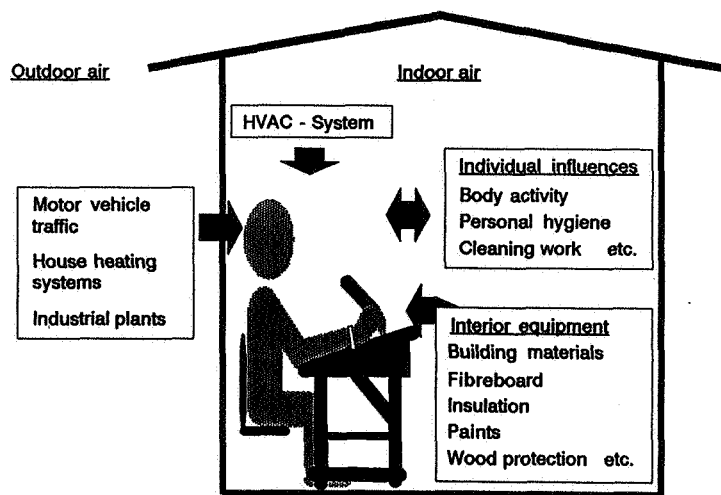 Outdoor air
Indoor air
HVAC - System
Individual influences
Body activity
Personal hygiene
Cleaning work etc.
Motor vehicle
traffic
House heating
systems
Industrial plants
Interior equipment
Building materials
Fibreboard
Insulation
Paints
Wood protection etc.